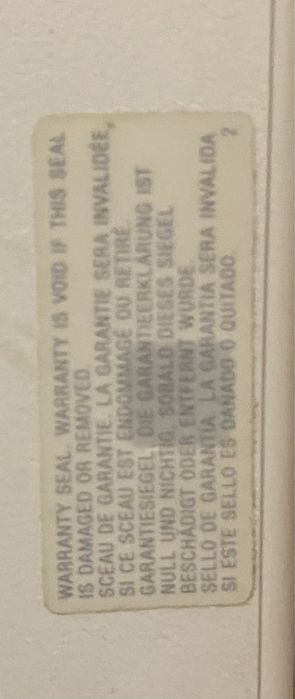 WARRANTY SEAL. WARRANTY IS VOID IF THIS SEAL
IS DAMAGED OR REMOVED.
SCEAU DE GARANTIE. LA GARANTIE SERA INVALIDÉE,
SI CE SCEAU EST ENDOMMAGÉ OU RETIRÉ.
GARANTIESIEGEL. DIE GARANTIEERKLÄRUNG IST
NULL UND NICHTIG, SOBALD DIESES SIEGEL
BESCHÄDIGT ODER ENTFERNT WURDE.
SELLO DE GARANTIA. LA GARANTIA SERA INVALIDA
SI ESTE SELLO ES DAÑADO O QUITADO 2